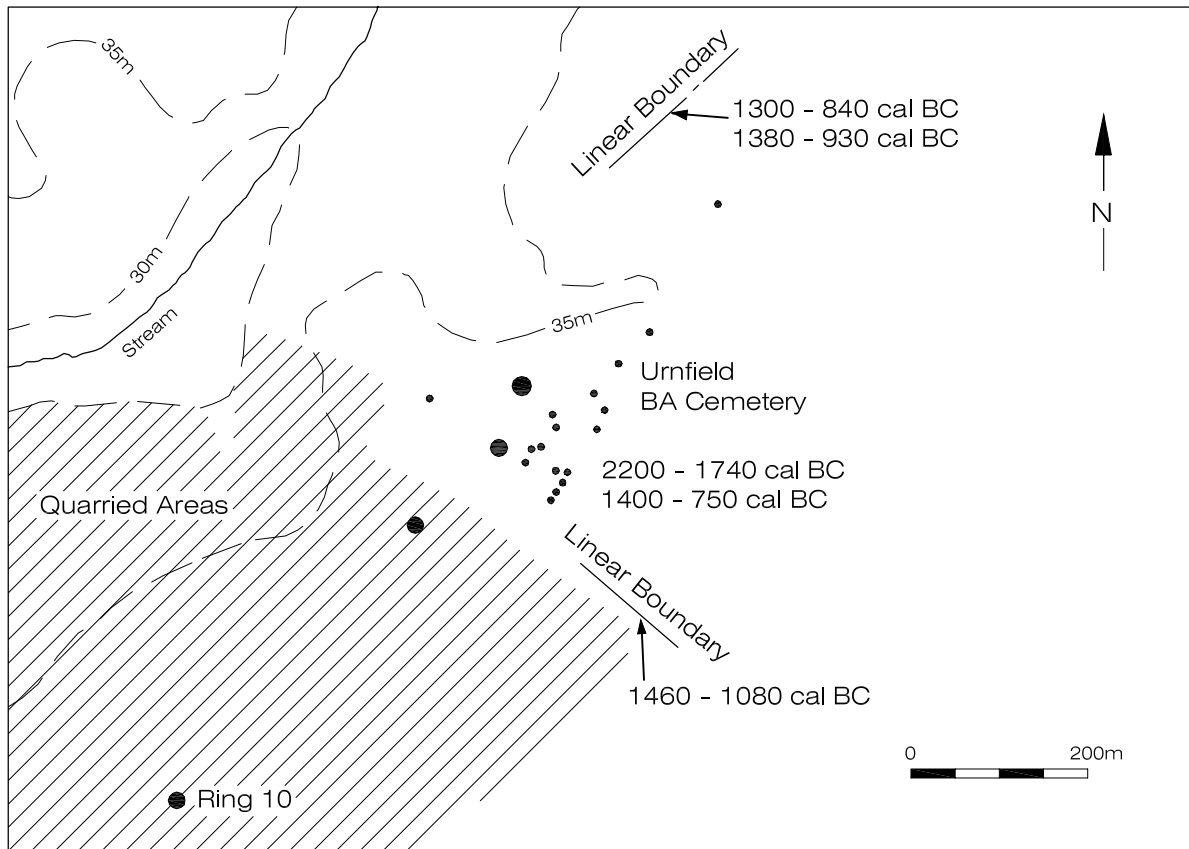 35m
Linear Boundary
1300 - 840 cal BC
1380 - 930 cal BC
N
30m
Stream
35m
Urnfield
BA Cemetery
2200 - 1740 cal BC
1400 - 750 cal BC
Quarried Areas
Linear Boundary
1460 - 1080 cal BC
0 200m
Ring 10